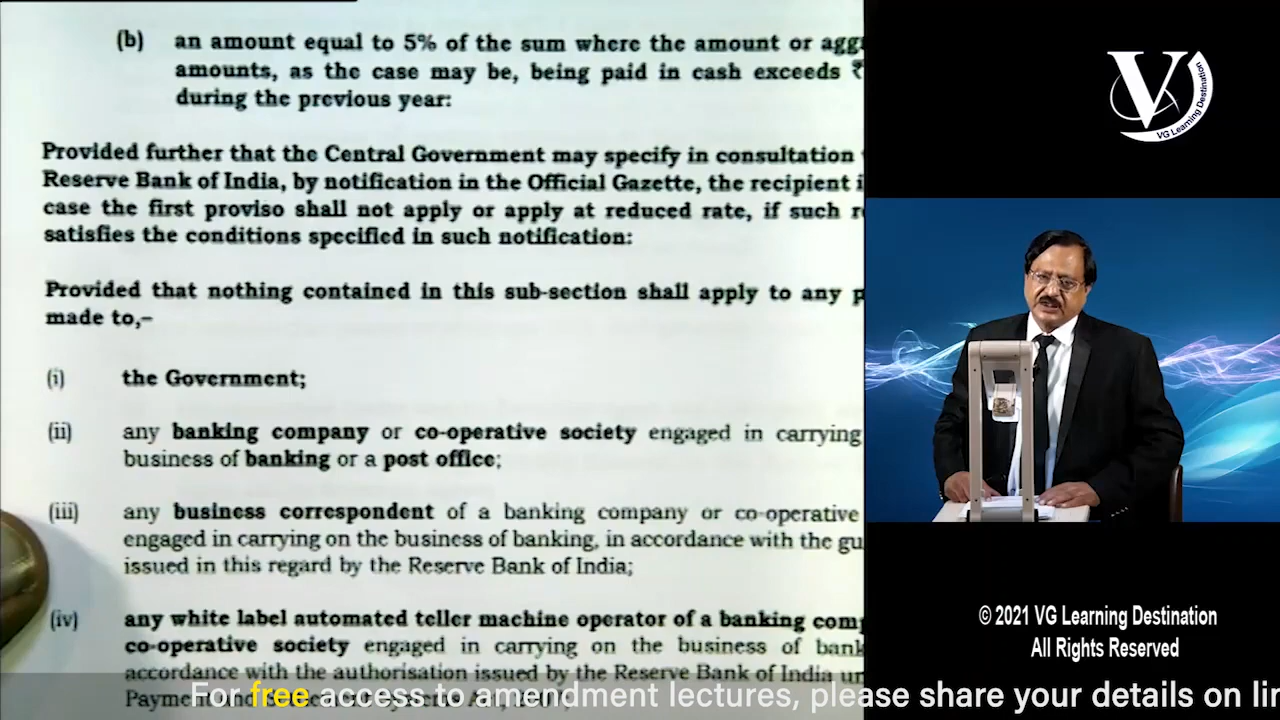 (b) an amount equal to 5% of the sum where the amount or agg
amounts, as the case may be, being paid in cash exceeds ₹
during the previous year:
Provided further that the Central Government may specify in consultation
Reserve Bank of India, by notification in the Official Gazette, the recipient i
case the first proviso shall not apply or apply at reduced rate, if such r
satisfies the conditions specified in such notification:
Provided that nothing contained in this sub-section shall apply to any p
made to,–
(i) the Government;
(ii) any banking company or co-operative society engaged in carrying
business of banking or a post office;
(iii) any business correspondent of a banking company or co-operative
engaged in carrying on the business of banking, in accordance with the gu
issued in this regard by the Reserve Bank of India;
(iv) any white label automated teller machine operator of a banking comp
co-operative society engaged in carrying on the business of bank
accordance with the authorisation issued by the Reserve Bank of India un
V
VG Learning Destination
© 2021 VG Learning Destination
All Rights Reserved
For free access to amendment lectures, please share your details on lin